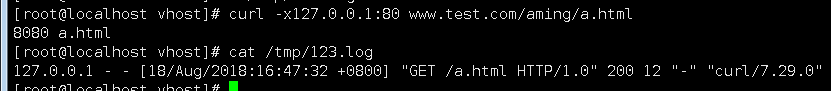 [root@localhost vhost]# curl -x127.0.0.1:80 www.test.com/aming/a.html
8080 a.html
[root@localhost vhost]# cat /tmp/123.log
127.0.0.1 - - [18/Aug/2018:16:47:32 +0800] "GET /a.html HTTP/1.0" 200 12 "-" "curl/7.29.0"
[root@localhost vhost]#